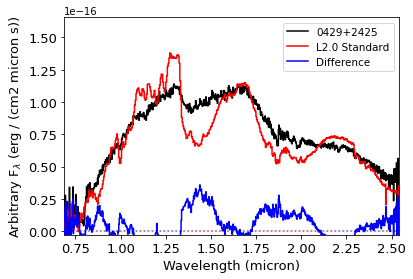 1e−16
0429+2425
L2.0 Standard
Difference
Arbitrary Fλ (erg / (cm2 micron s))
1.50
1.25
1.00
0.75
0.50
0.25
0.00
0.75 1.00 1.25 1.50 1.75 2.00 2.25 2.50
Wavelength (micron)